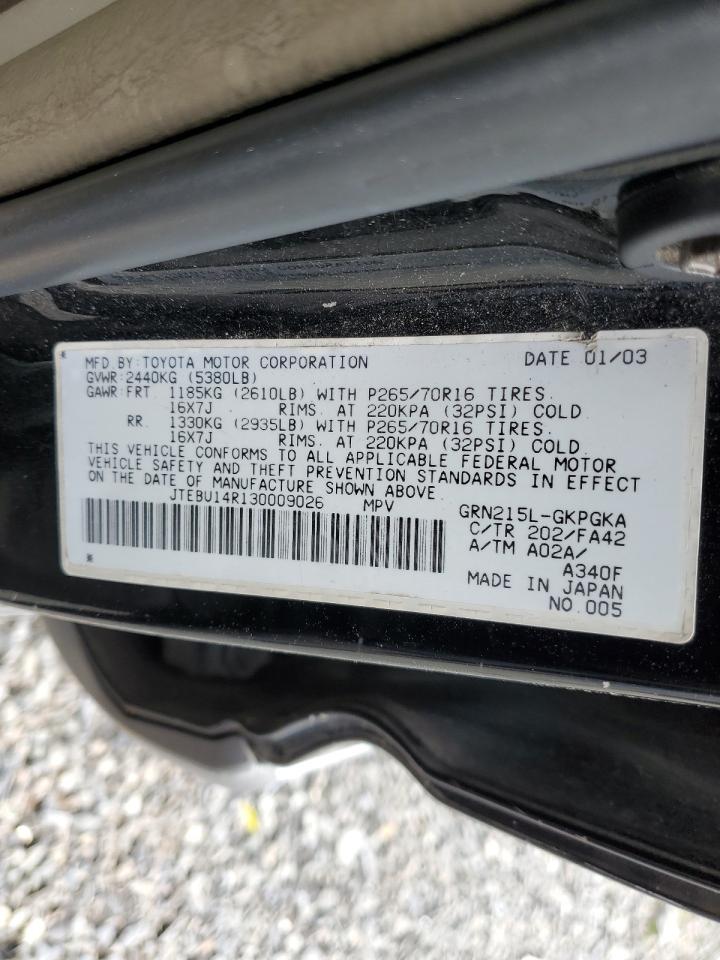 MFD BY:TOYOTA MOTOR CORPORATION DATE 01/03
GVWR:2440KG (5380LB)
GAWR:FRT. 1185KG (2610LB) WITH P265/70R16 TIRES.
16X7J RIMS. AT 220KPA (32PSI) COLD
RR. 1330KG (2935LB) WITH P265/70R16 TIRES.
16X7J RIMS. AT 220KPA (32PSI) COLD.
THIS VEHICLE CONFORMS TO ALL APPLICABLE FEDERAL MOTOR
VEHICLE SAFETY AND THEFT PREVENTION STANDARDS IN EFFECT
ON THE DATE OF MANUFACTURE SHOWN ABOVE.
JTEBU14R130009026 MPV GRN215L-GKPGKA
C/TR 202/FA42
A/TM A02A/
A340F
MADE IN JAPAN
NO.005